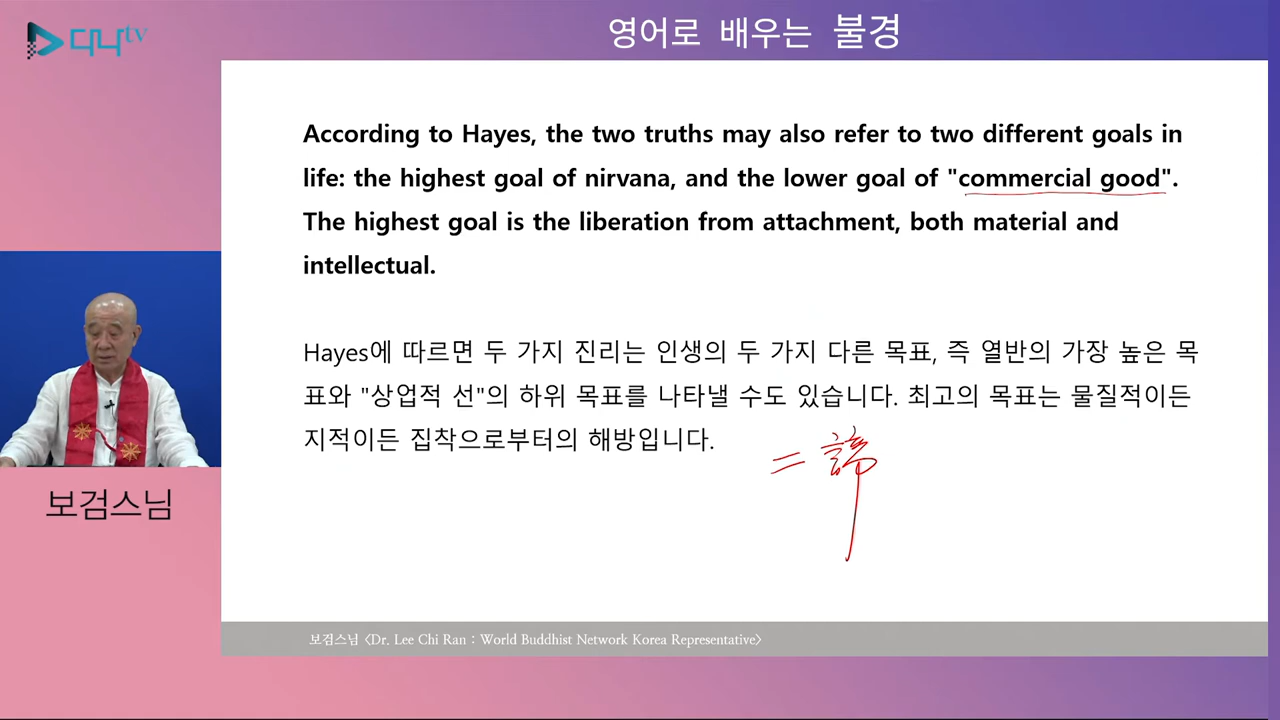 디나tv
영어로 배우는 불경
According to Hayes, the two truths may also refer to two different goals in
life: the highest goal of nirvana, and the lower goal of "commercial good".
The highest goal is the liberation from attachment, both material and
intellectual.
Hayes에 따르면 두 가지 진리는 인생의 두 가지 다른 목표, 즉 열반의 가장 높은 목
표와 "상업적 선"의 하위 목표를 나타낼 수도 있습니다. 최고의 목표는 물질적이든
지적이든 집착으로부터의 해방입니다.
二諦
보검스님
보검스님 <Dr. Lee Chi Ran : World Buddhist Network Korea Representative>